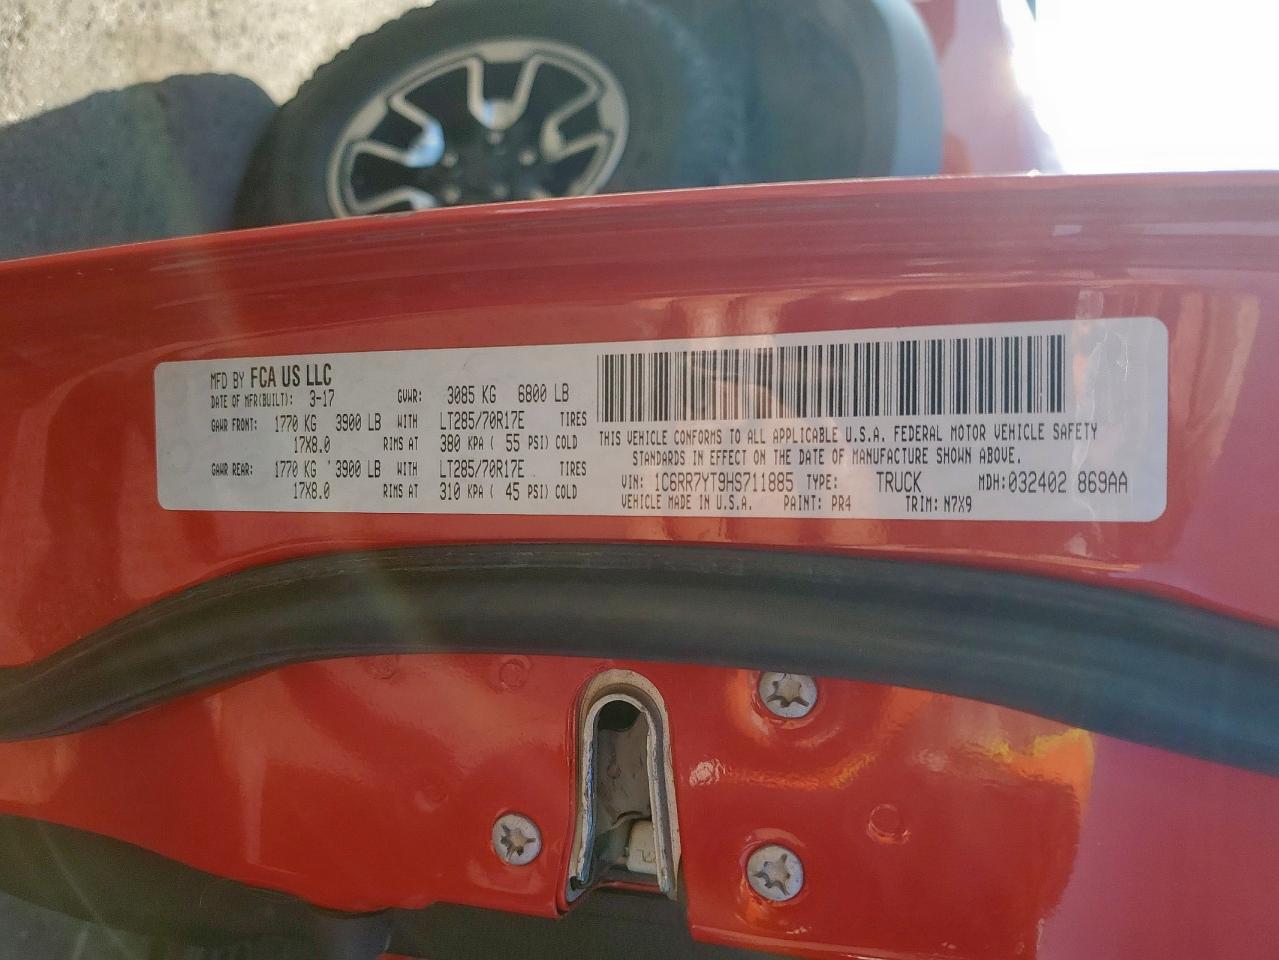 MFD BY FCA US LLC
DATE OF MFR(BUILT): 3-17 GVWR: 3085 KG 6800 LB
GAWR FRONT: 1770 KG 3900 LB WITH LT285/70R17E TIRES
17X8.0 RIMS AT 380 KPA ( 55 PSI) COLD
GAWR REAR: 1770 KG 3900 LB WITH LT285/70R17E TIRES
17X8.0 RIMS AT 310 KPA ( 45 PSI) COLD
THIS VEHICLE CONFORMS TO ALL APPLICABLE U.S.A. FEDERAL MOTOR VEHICLE SAFETY
STANDARDS IN EFFECT ON THE DATE OF MANUFACTURE SHOWN ABOVE.
VIN: 1C6RR7YT9HS711885 TYPE: TRUCK MDH: 032402 869AA
VEHICLE MADE IN U.S.A. PAINT: PR4 TRIM: N7X9